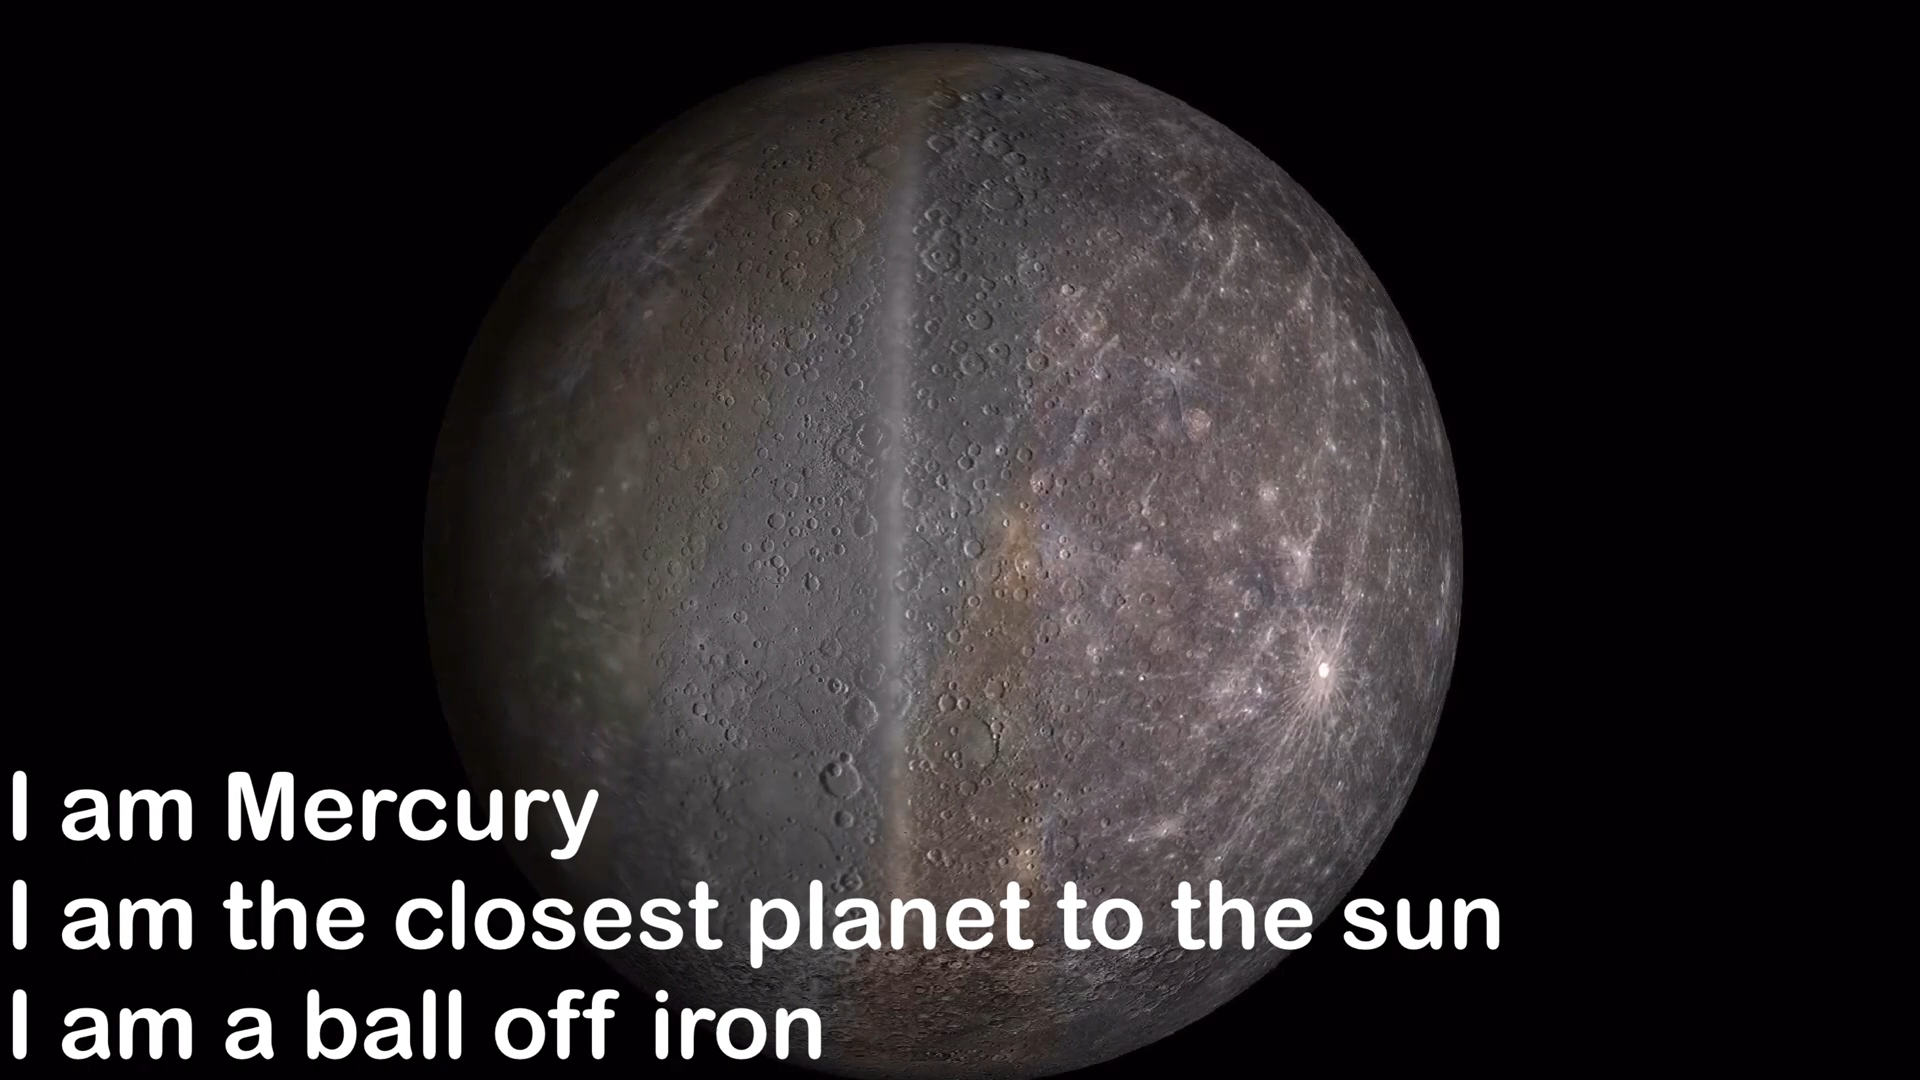 I am Mercury
I am the closest planet to the sun
I am a ball off iron